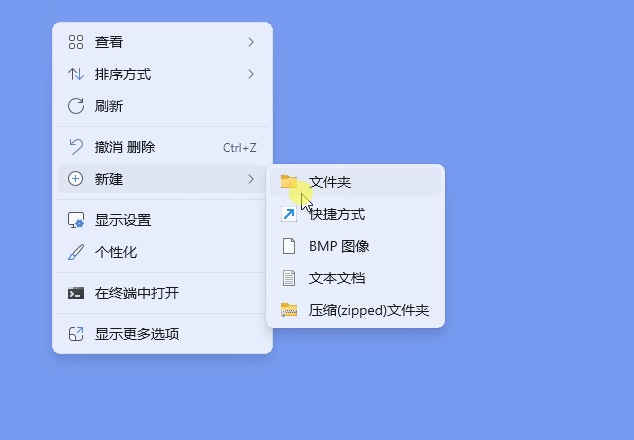 查看
排序方式
刷新
撤消 删除 Ctrl+Z
新建
文件夹
快捷方式
BMP 图像
文本文档
压缩(zipped)文件夹
显示设置
个性化
在终端中打开
显示更多选项